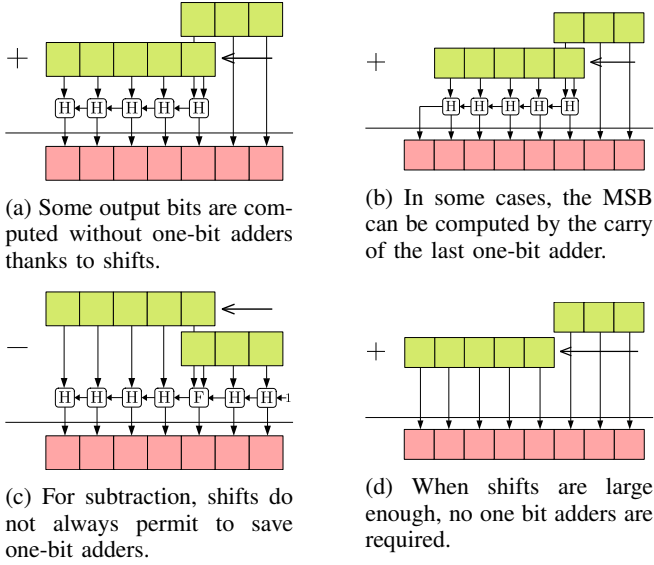 +
H H H H H
(a) Some output bits are com-
puted without one-bit adders
thanks to shifts.
+
H H H H H
(b) In some cases, the MSB
can be computed by the carry
of the last one-bit adder.
−
H H H H F H H 1
(c) For subtraction, shifts do
not always permit to save
one-bit adders.
+
(d) When shifts are large
enough, no one bit adders are
required.